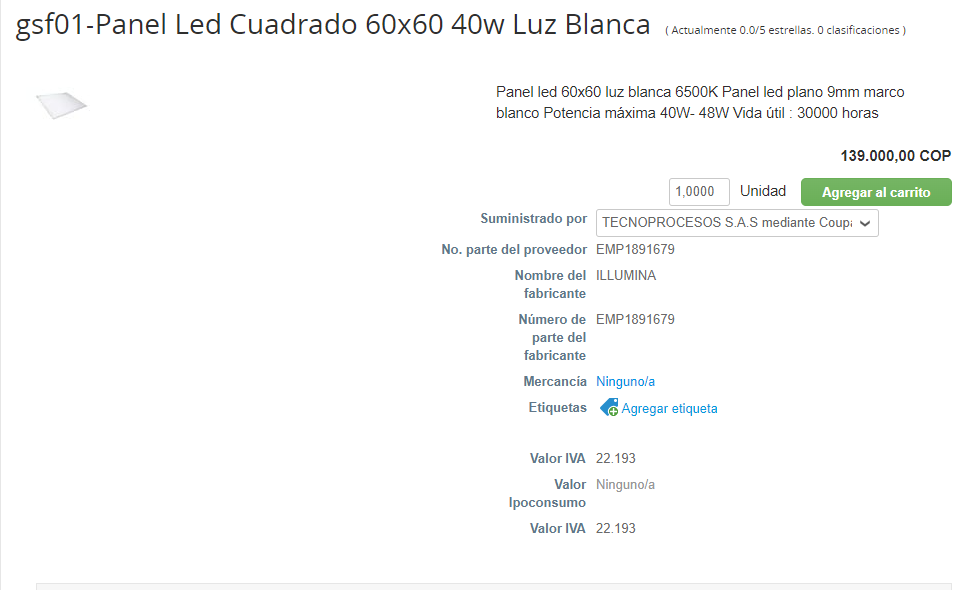 gsf01-Panel Led Cuadrado 60x60 40w Luz Blanca ( Actualmente 0.0/5 estrellas. 0 clasificaciones )
Panel led 60x60 luz blanca 6500K Panel led plano 9mm marco
blanco Potencia máxima 40W- 48W Vida útil : 30000 horas
139.000,00 COP
1,0000 Unidad Agregar al carrito
Suministrado por TECNOPROCESOS S.A.S mediante Coupa
No. parte del proveedor EMP1891679
Nombre del ILLUMINA
fabricante
Número de EMP1891679
parte del
fabricante
Mercancía Ninguno/a
Etiquetas Agregar etiqueta
Valor IVA 22.193
Valor Ninguno/a
Ipoconsumo
Valor IVA 22.193